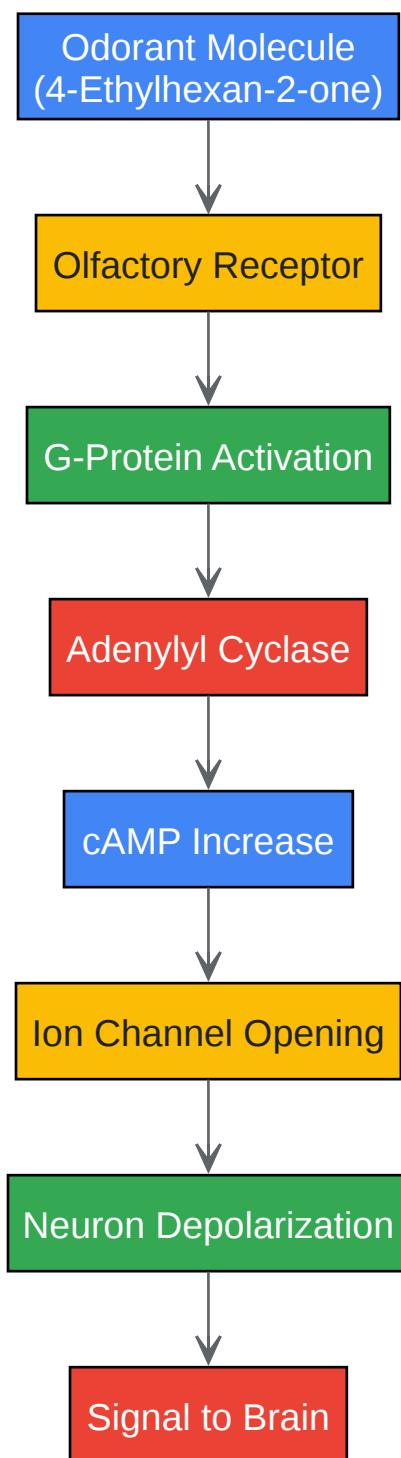 Odorant Molecule
(4-Ethylhexan-2-one)
Olfactory Receptor
G-Protein Activation
Adenylyl Cyclase
cAMP Increase
Ion Channel Opening
Neuron Depolarization
Signal to Brain